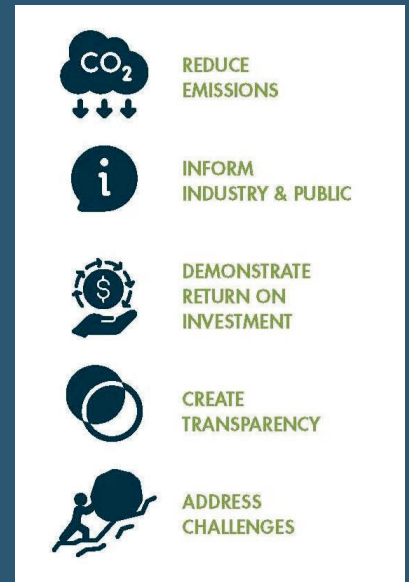 CO2
REDUCE
EMISSIONS
i
INFORM
INDUSTRY & PUBLIC
$
DEMONSTRATE
RETURN ON
INVESTMENT
CREATE
TRANSPARENCY
ADDRESS
CHALLENGES